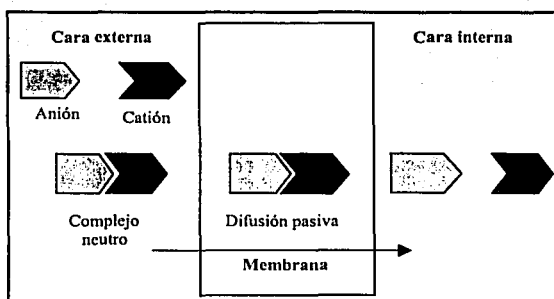 Cara externa
Cara interna
Anión
Catión
Complejo
neutro
Difusión pasiva
Membrana